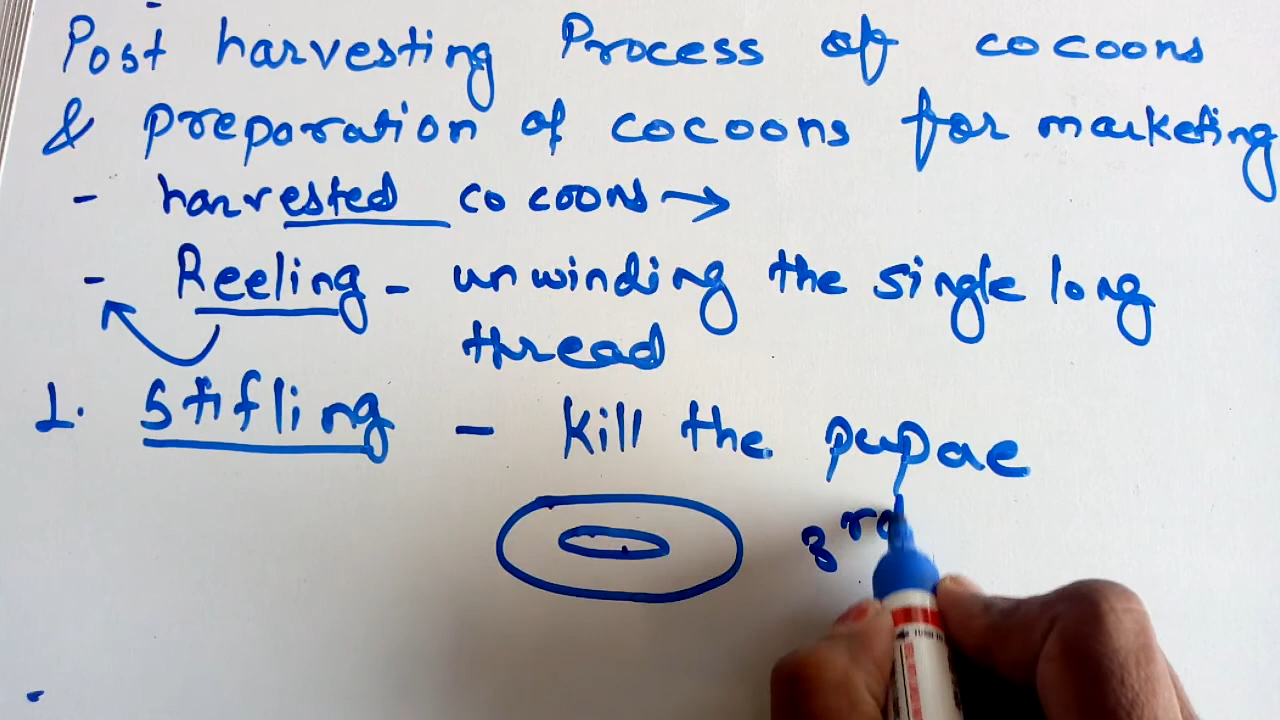 Post harvesting Process of cocoons
& preparation of cocoons for marketing
- harvested cocoons →
- Reeling - unwinding the single long
thread
1. Stifling - Kill the pupae
3rd